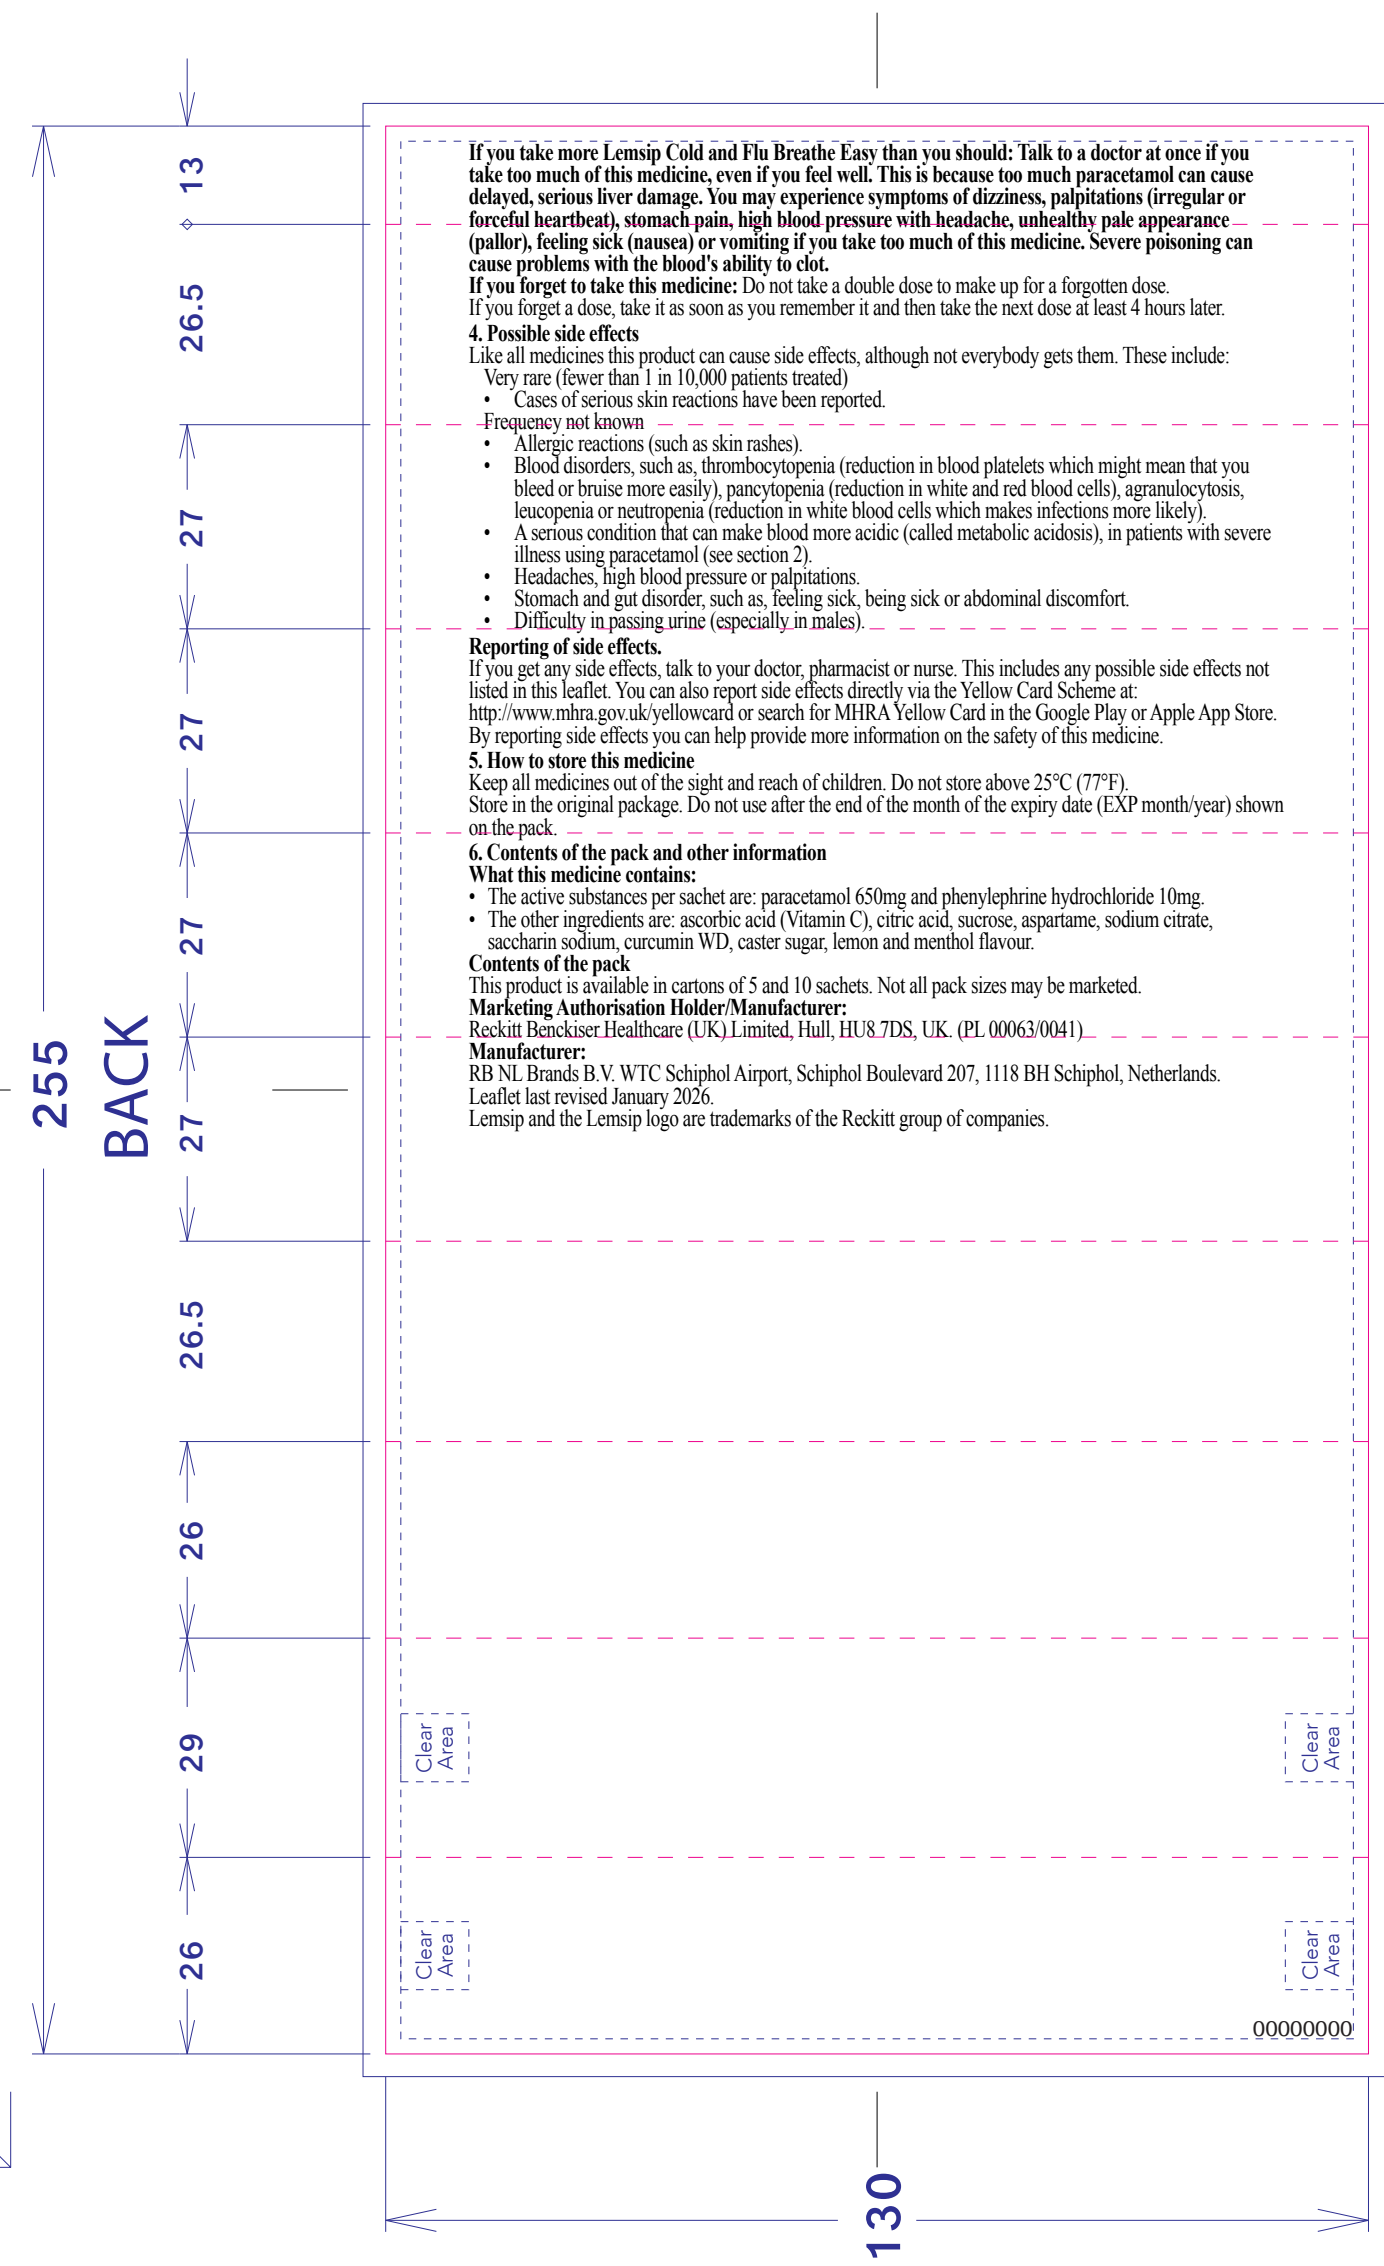 If you take more Lemsip Cold and Flu Breathe Easy than you should: Talk to a doctor at once if you
take too much of this medicine, even if you feel well. This is because too much paracetamol can cause
delayed, serious liver damage. You may experience symptoms of dizziness, palpitations (irregular or
forceful heartbeat), stomach pain, high blood pressure with headache, unhealthy pale appearance
(pallor), feeling sick (nausea) or vomiting if you take too much of this medicine. Severe poisoning can
cause problems with the blood's ability to clot.
If you forget to take this medicine: Do not take a double dose to make up for a forgotten dose.
If you forget a dose, take it as soon as you remember it and then take the next dose at least 4 hours later.
4. Possible side effects
Like all medicines this product can cause side effects, although not everybody gets them. These include:
Very rare (fewer than 1 in 10,000 patients treated)
• Cases of serious skin reactions have been reported.
Frequency not known
• Allergic reactions (such as skin rashes).
• Blood disorders, such as, thrombocytopenia (reduction in blood platelets which might mean that you
bleed or bruise more easily), pancytopenia (reduction in white and red blood cells), agranulocytosis,
leucopenia or neutropenia (reduction in white blood cells which makes infections more likely).
• A serious condition that can make blood more acidic (called metabolic acidosis), in patients with severe
illness using paracetamol (see section 2).
• Headaches, high blood pressure or palpitations.
• Stomach and gut disorder, such as, feeling sick, being sick or abdominal discomfort.
• Difficulty in passing urine (especially in males).
Reporting of side effects.
If you get any side effects, talk to your doctor, pharmacist or nurse. This includes any possible side effects not
listed in this leaflet. You can also report side effects directly via the Yellow Card Scheme at:
http://www.mhra.gov.uk/yellowcard or search for MHRA Yellow Card in the Google Play or Apple App Store.
By reporting side effects you can help provide more information on the safety of this medicine.
5. How to store this medicine
Keep all medicines out of the sight and reach of children. Do not store above 25°C (77°F).
Store in the original package. Do not use after the end of the month of the expiry date (EXP month/year) shown
on the pack.
6. Contents of the pack and other information
What this medicine contains:
• The active substances per sachet are: paracetamol 650mg and phenylephrine hydrochloride 10mg.
• The other ingredients are: ascorbic acid (Vitamin C), citric acid, sucrose, aspartame, sodium citrate,
saccharin sodium, curcumin WD, caster sugar, lemon and menthol flavour.
Contents of the pack
This product is available in cartons of 5 and 10 sachets. Not all pack sizes may be marketed.
Marketing Authorisation Holder/Manufacturer:
Reckitt Benckiser Healthcare (UK) Limited, Hull, HU8 7DS, UK. (PL 00063/0041)
Manufacturer:
RB NL Brands B.V. WTC Schiphol Airport, Schiphol Boulevard 207, 1118 BH Schiphol, Netherlands.
Leaflet last revised January 2026.
Lemsip and the Lemsip logo are trademarks of the Reckitt group of companies.
255
BACK
13
26.5
27
27
27
27
26.5
26
29
26
Clear
Area
Clear
Area
Clear
Area
Clear
Area
00000000
130